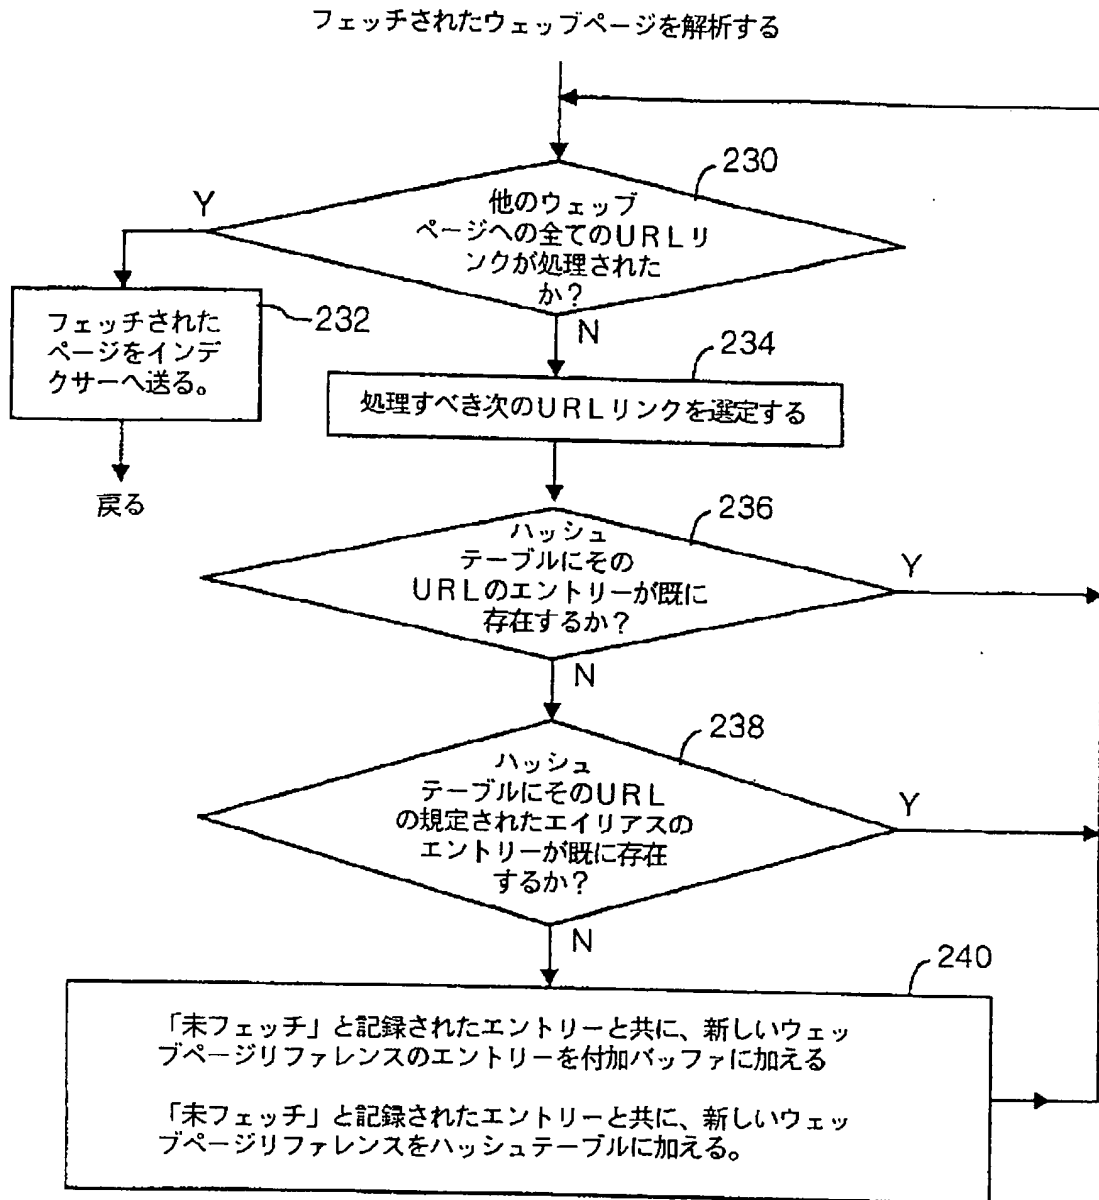 フェッチされたウェッブページを解析する
230
Y
他のウェッブ
ページへの全てのURLリ
ンクが処理された
か?
N
フェッチされた
ページをインデ
クサーへ送る。
232
戻る
234
処理すべき次のURLリンクを選定する
236
ハッシュ
テーブルにその
URLのエントリーが既に
存在するか?
Y
N
238
ハッシュ
テーブルにそのURL
の規定されたエイリアスの
エントリーが既に存在
するか?
Y
N
240
「未フェッチ」と記録されたエントリーと共に、新しいウェッ
ブページリファレンスのエントリーを付加バッファに加える
「未フェッチ」と記録されたエントリーと共に、新しいウェッ
ブページリファレンスをハッシュテーブルに加える。